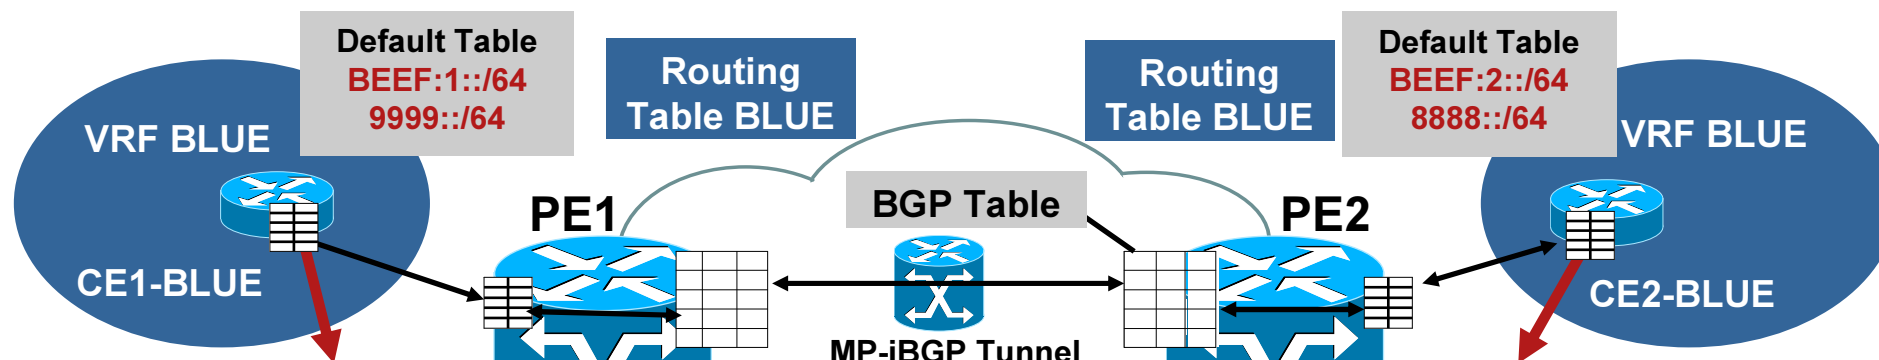 Default Table
BEEF:1::/64
9999::/64
Routing
Table BLUE
Routing
Table BLUE
Default Table
BEEF:2::/64
8888::/64
VRF BLUE
VRF BLUE
PE1
BGP Table
PE2
CE1-BLUE
CE2-BLUE
MP-iBGP Tunnel